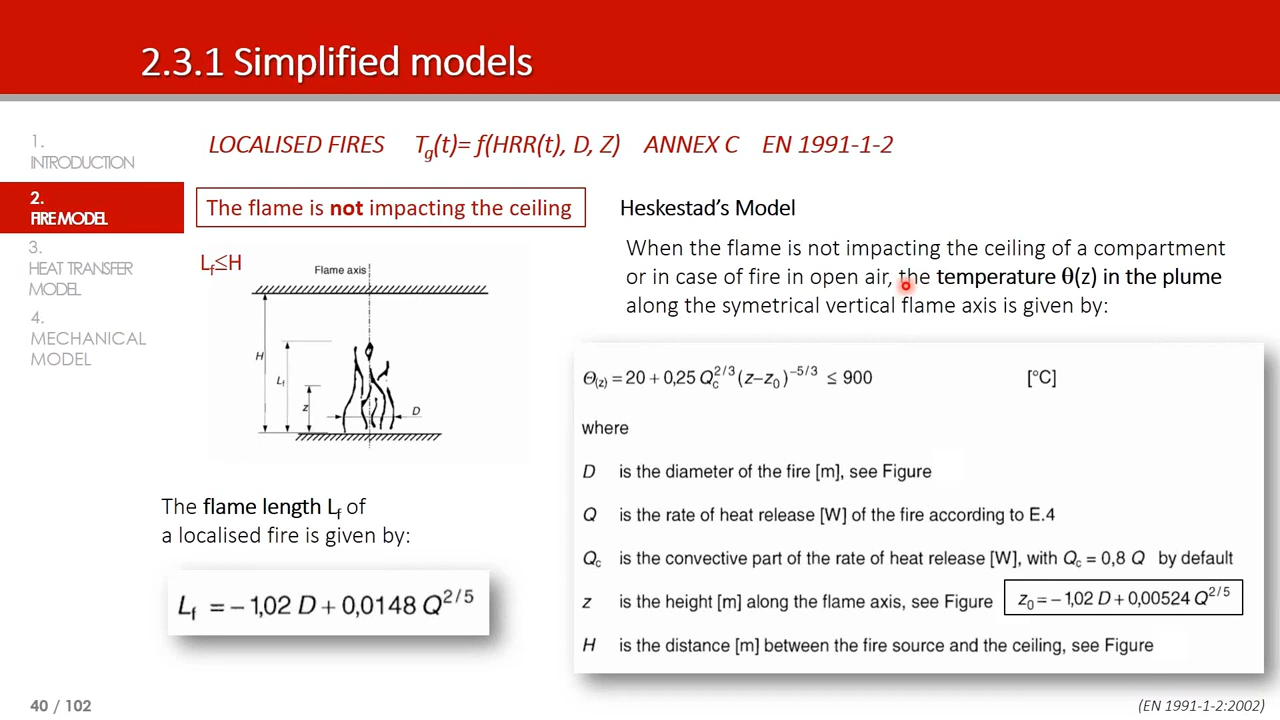 2.3.1 Simplified models
1.
INTRODUCTION
2.
FIRE MODEL
3.
HEAT TRANSFER
MODEL
4.
MECHANICAL
MODEL
LOCALISED FIRES Tg(t)= f(HRR(t), D, Z) ANNEX C EN 1991-1-2
The flame is not impacting the ceiling
Lf≤H
Flame axis
H
Lf
z
D
The flame length Lf of
a localised fire is given by:
Lf = – 1,02 D + 0,0148 Q^2/5
Heskestad's Model
When the flame is not impacting the ceiling of a compartment
or in case of fire in open air, the temperature θ(z) in the plume
along the symetrical vertical flame axis is given by:
Θ(z) = 20 + 0,25 Qc^2/3 (z–z0)^–5/3 ≤ 900 [°C]
where
D is the diameter of the fire [m], see Figure
Q is the rate of heat release [W] of the fire according to E.4
Qc is the convective part of the rate of heat release [W], with Qc = 0,8 Q by default
z is the height [m] along the flame axis, see Figure z0 = – 1,02 D + 0,00524 Q^2/5
H is the distance [m] between the fire source and the ceiling, see Figure
40 / 102
(EN 1991-1-2:2002)